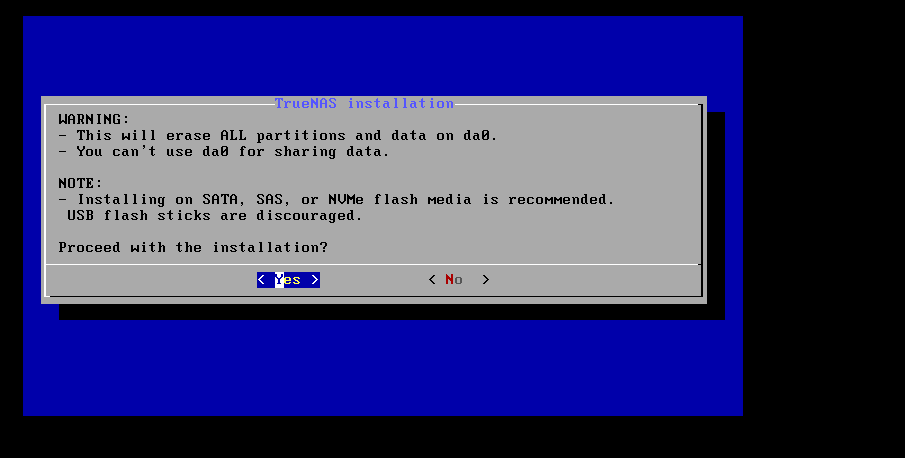 TrueNAS installation
WARNING:
- This will erase ALL partitions and data on da0.
- You can't use da0 for sharing data.
NOTE:
- Installing on SATA, SAS, or NVMe flash media is recommended.
USB flash sticks are discouraged.
Proceed with the installation?
< Yes > < No >